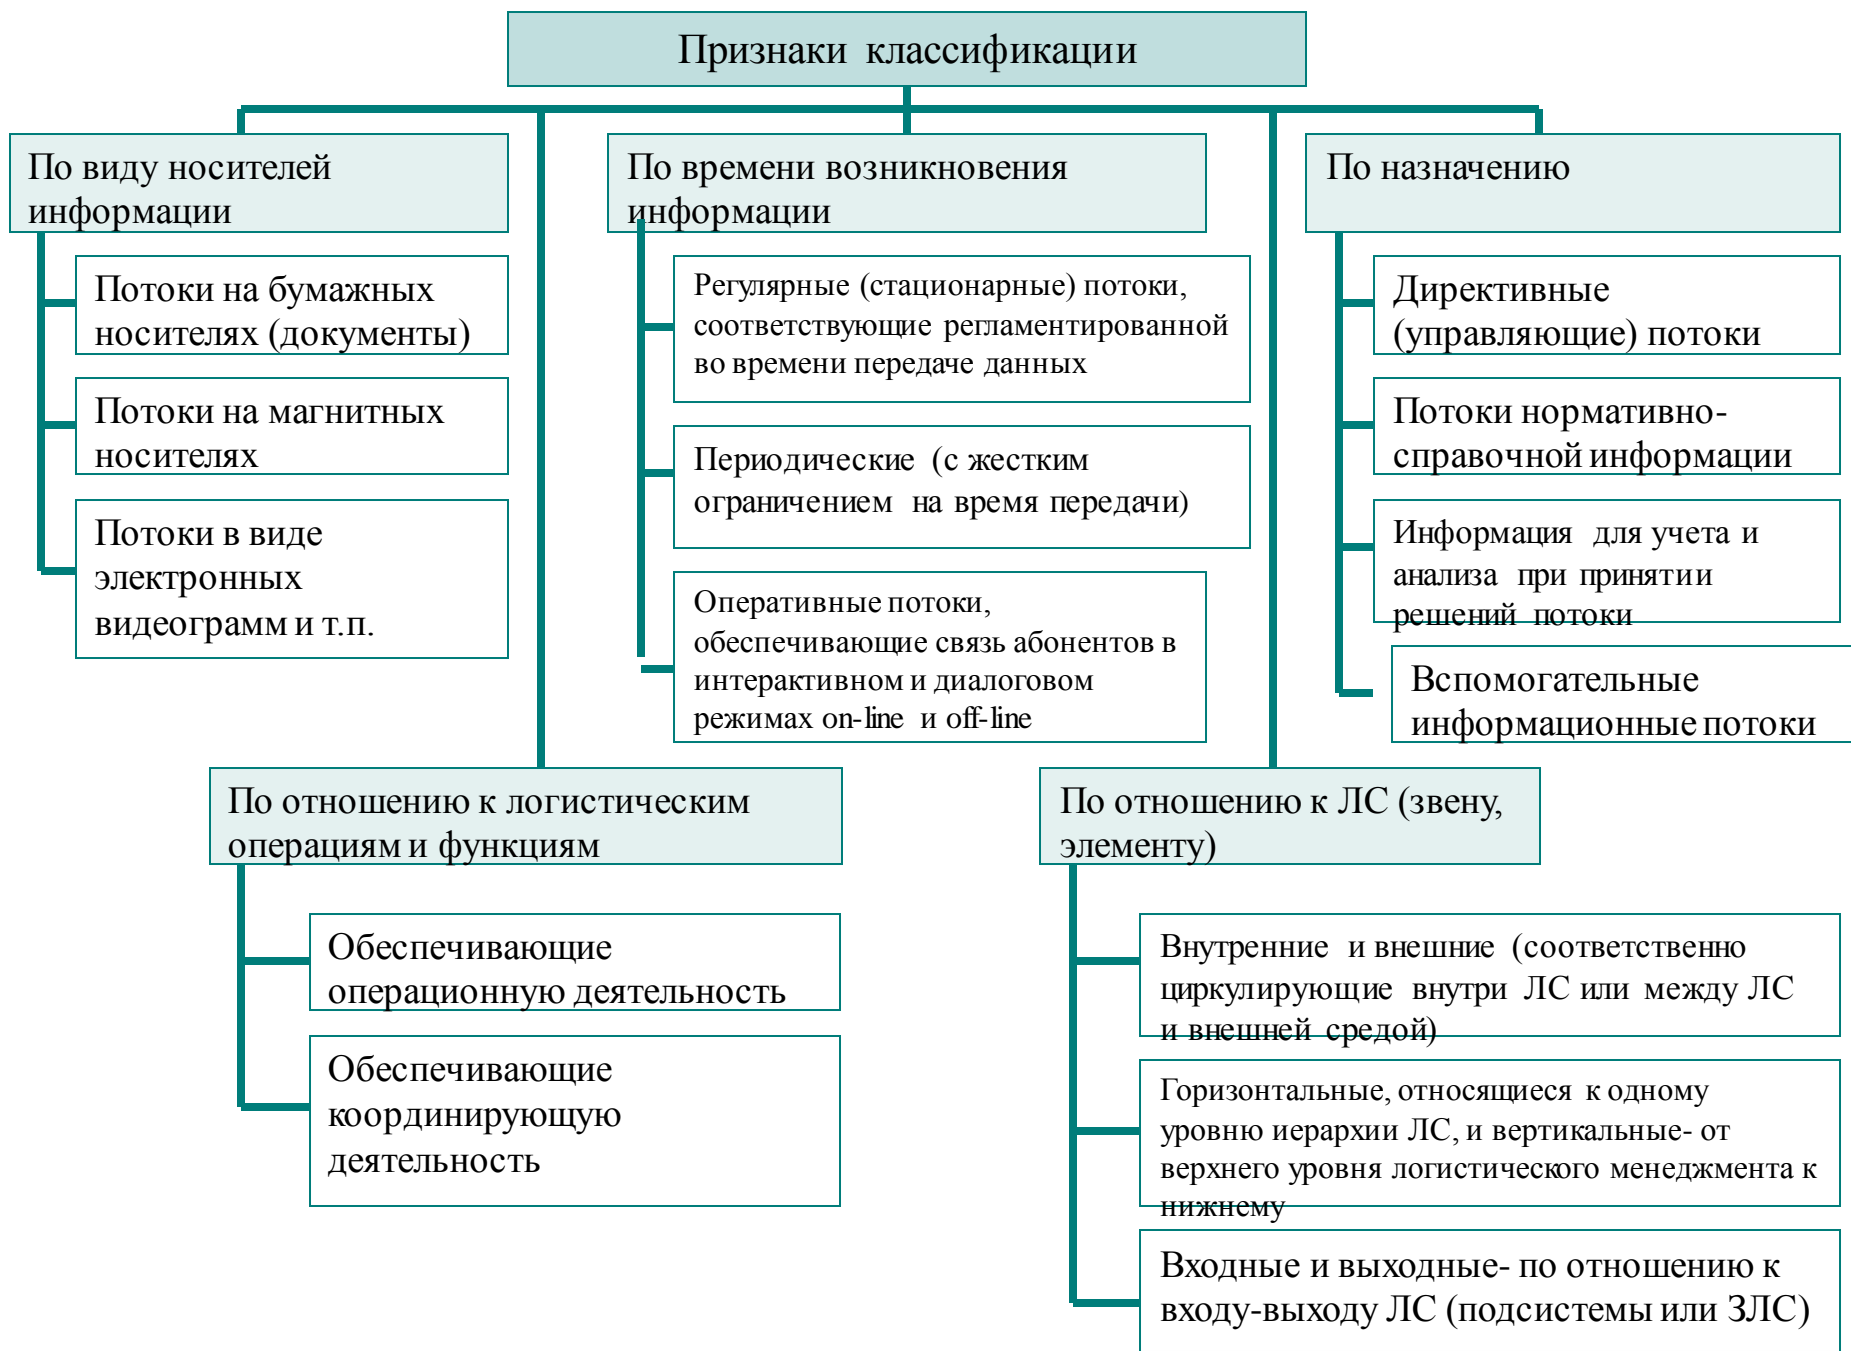 Признаки классификации
По виду носителей
информации
Потоки на бумажных
носителях (документы)
Потоки на магнитных
носителях
Потоки в виде
электронных
видеограмм и т.п.
По времени возникновения
информации
Регулярные (стационарные) потоки,
соответствующие регламентированной
во времени передаче данных
Периодические (с жестким
ограничением на время передачи)
Оперативные потоки,
обеспечивающие связь абонентов в
интерактивном и диалоговом
режимах on-line и off-line
По назначению
Директивные
(управляющие) потоки
Потоки нормативно-
справочной информации
Информация для учета и
анализа при принятии
решений потоки
Вспомогательные
информационные потоки
По отношению к логистическим
операциям и функциям
Обеспечивающие
операционную деятельность
Обеспечивающие
координирующую
деятельность
По отношению к ЛС (звену,
элементу)
Внутренние и внешние (соответственно
циркулирующие внутри ЛС или между ЛС
и внешней средой)
Горизонтальные, относящиеся к одному
уровню иерархии ЛС, и вертикальные- от
верхнего уровня логистического менеджмента к
нижнему
Входные и выходные- по отношению к
входу-выходу ЛС (подсистемы или ЗЛС)